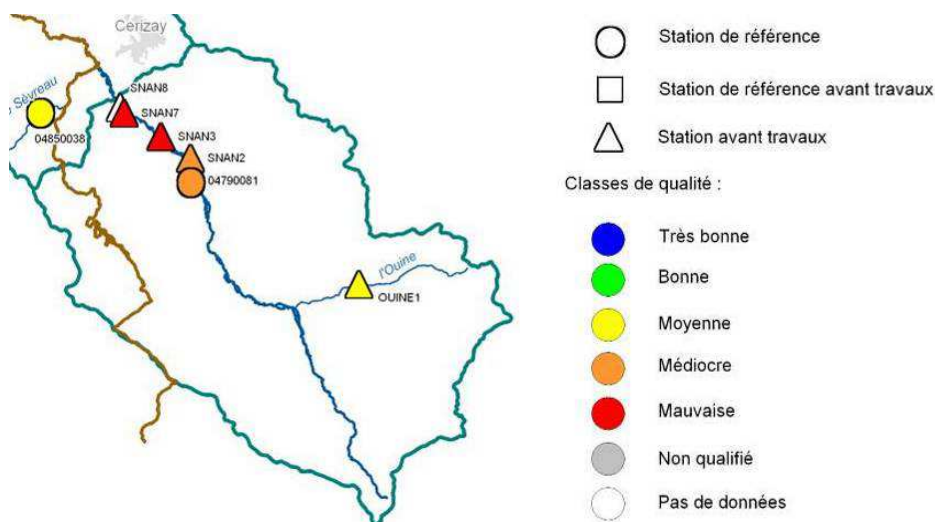 Cerizay
Sèvreau
SNAN8
SNAN7
04850038
SNAN3
SNAN2
04790081
l'Ouine
OUINE1
Station de référence
Station de référence avant travaux
Station avant travaux
Classes de qualité :
Très bonne
Bonne
Moyenne
Médiocre
Mauvaise
Non qualifié
Pas de données